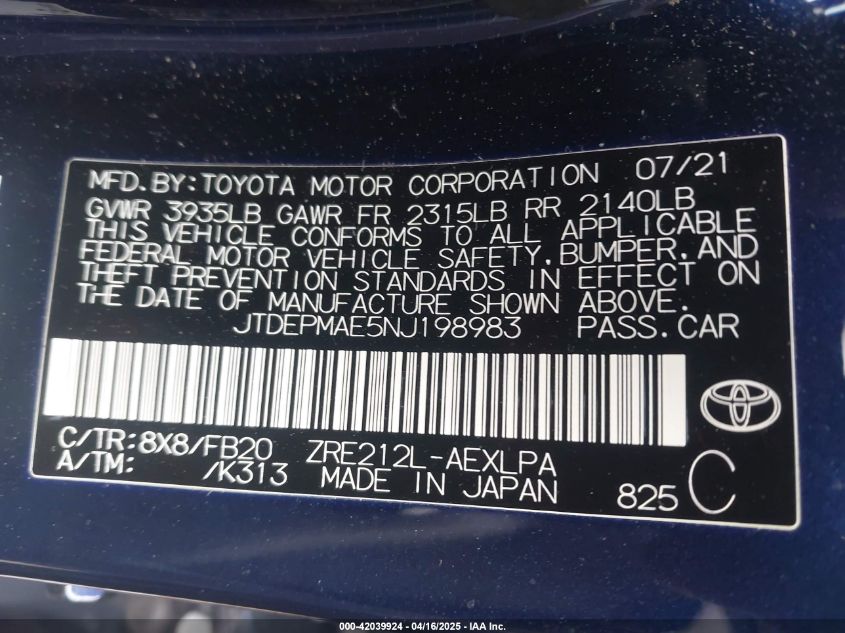 MFD.BY:TOYOTA MOTOR CORPORATION 07/21
GVWR 3935LB GAWR FR 2315LB RR 2140LB
THIS VEHICLE CONFORMS TO ALL APPLICABLE
FEDERAL MOTOR VEHICLE SAFETY,BUMPER,AND
THEFT PREVENTION STANDARDS IN EFFECT ON
THE DATE OF MANUFACTURE SHOWN ABOVE.
JTDEPMAE5NJ198983 PASS.CAR
C/TR:8X8/FB20 ZRE212L-AEXLPA
A/TM: /K313 MADE IN JAPAN 825 C
000-42039924 - 04/16/2025 - IAA Inc.